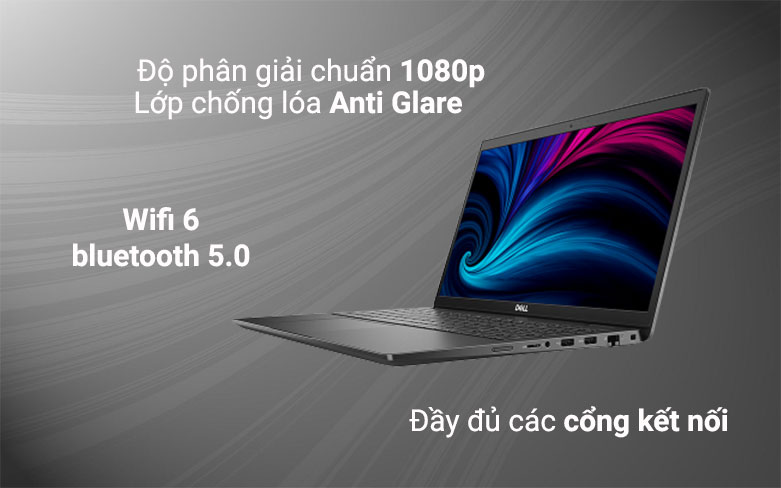 Độ phân giải chuẩn 1080p
Lớp chống lóa Anti Glare
Wifi 6
bluetooth 5.0
DELL
Đầy đủ các cổng kết nối